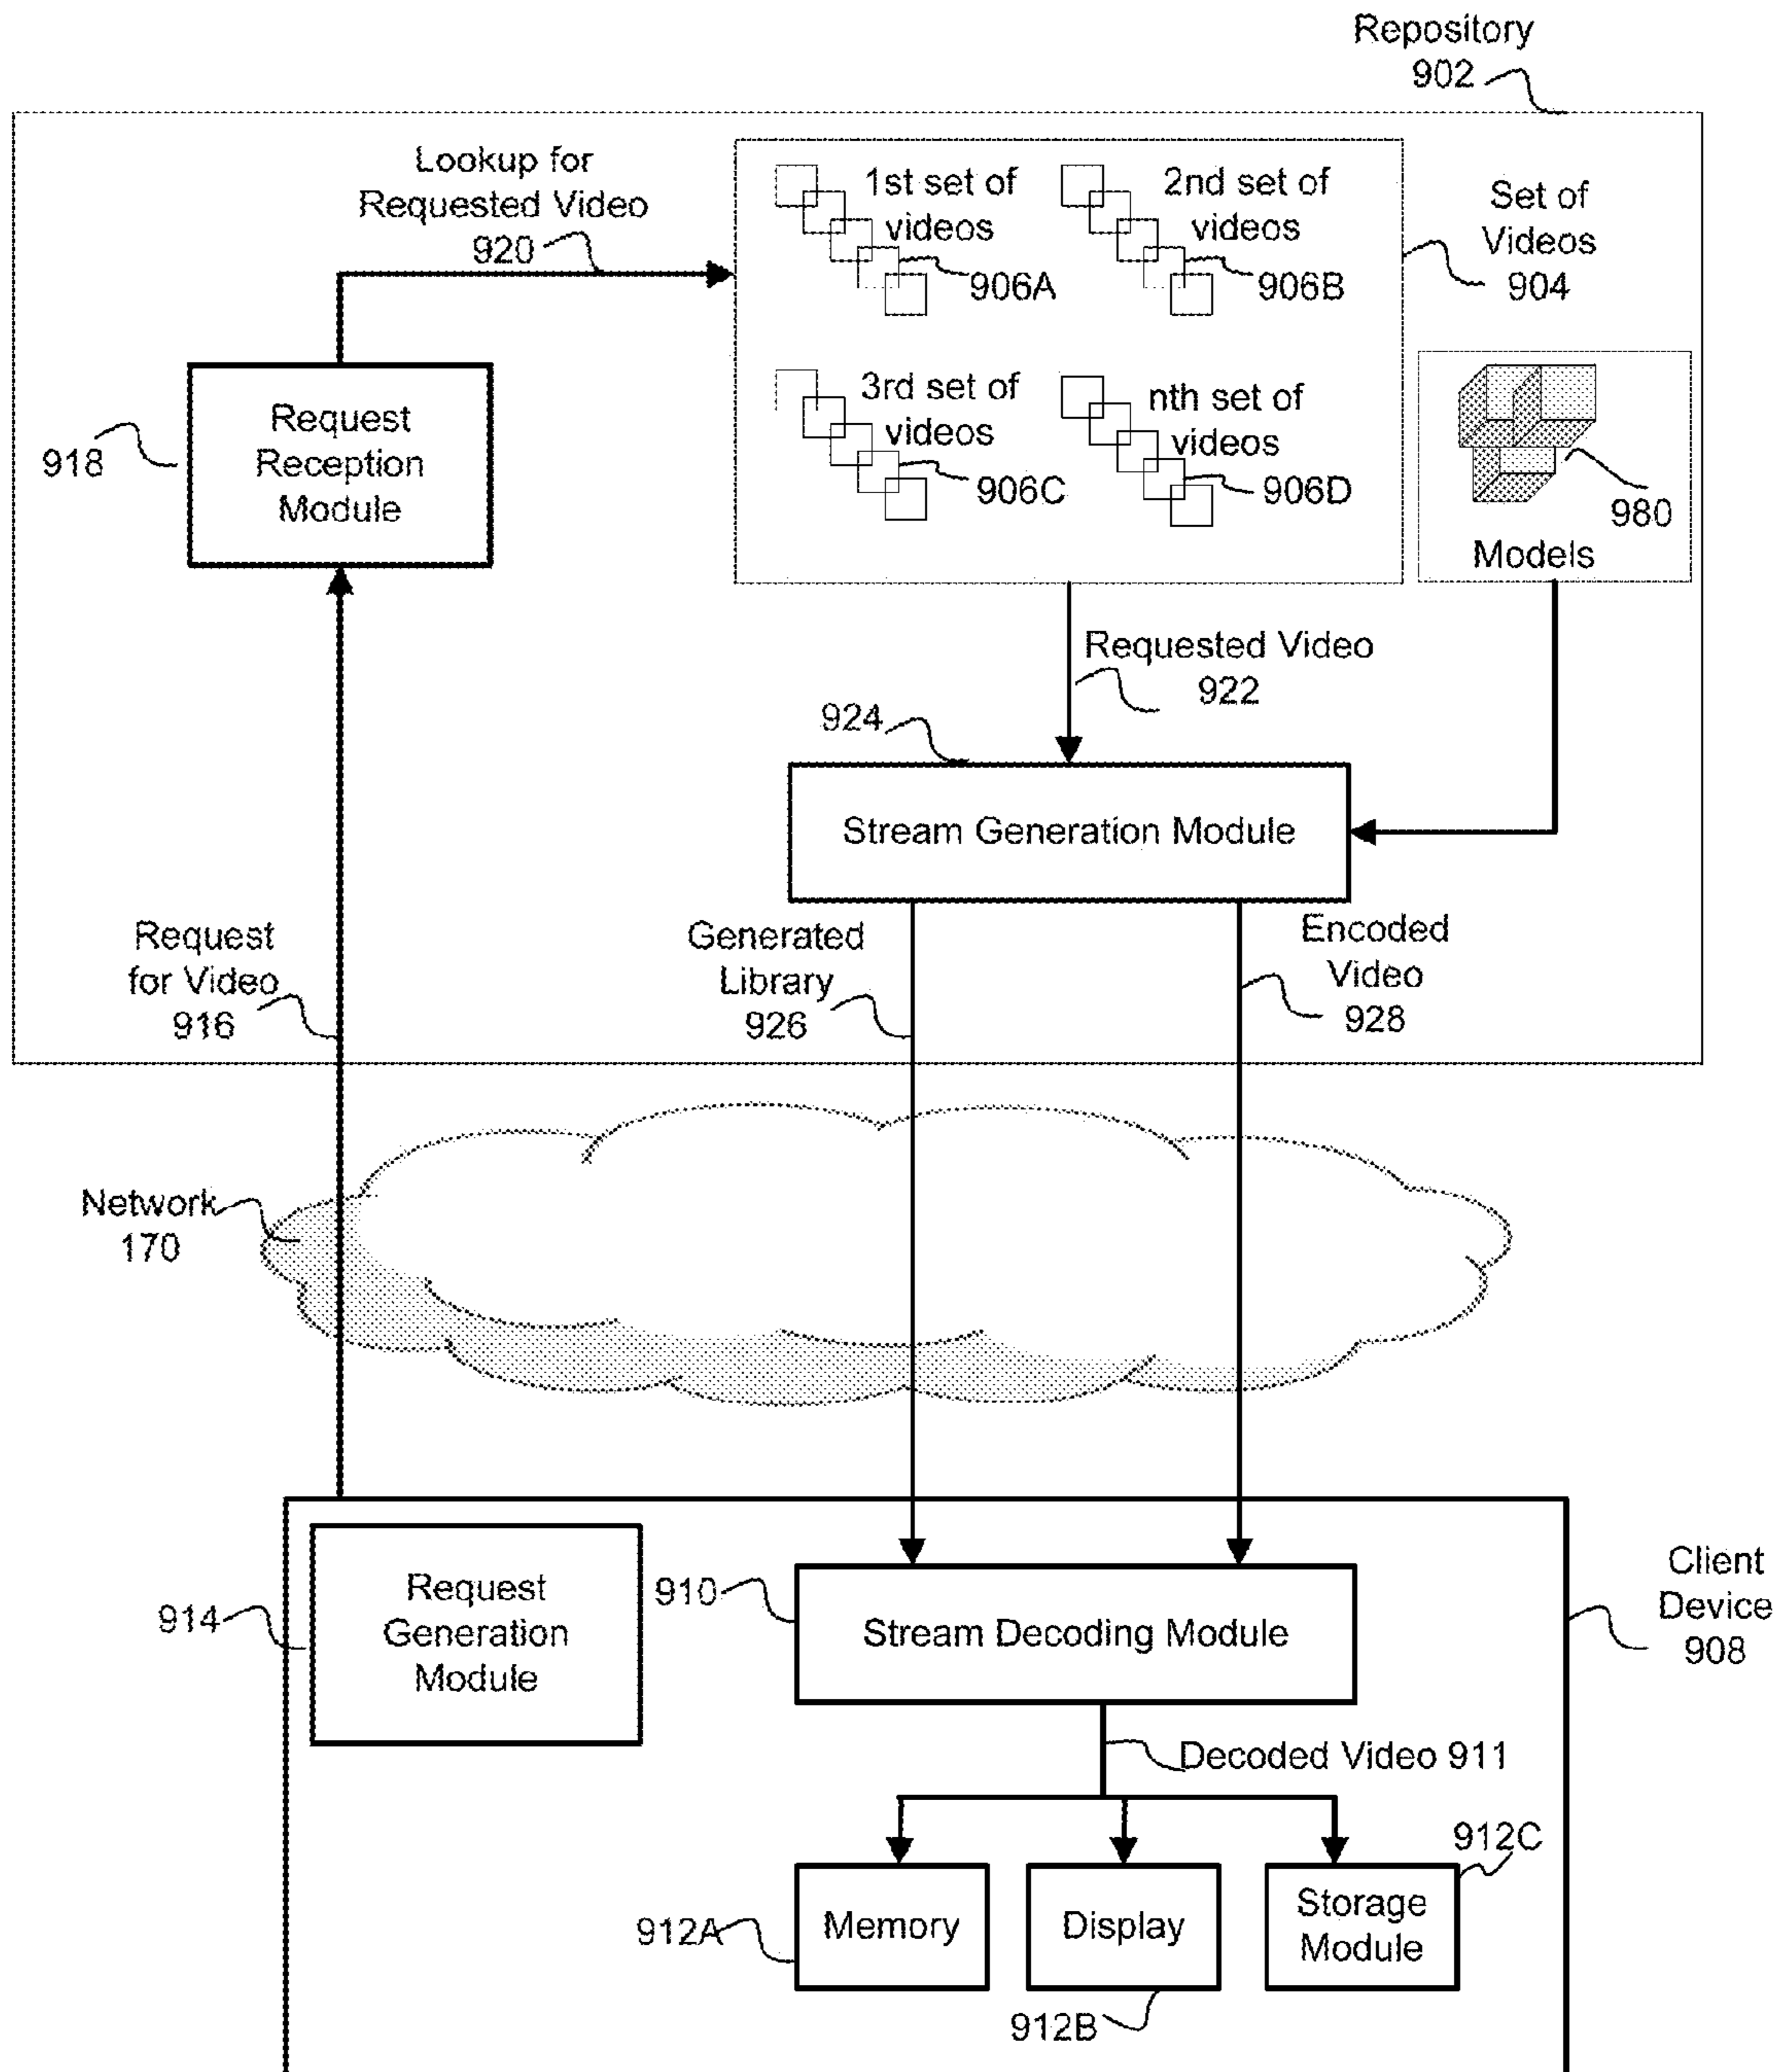 Repository
902
Lookup for
Requested Video
920
1st set of
videos
906A
2nd set of
videos
906B
Set of
Videos
904
918
Request
Reception
Module
3rd set of
videos
906C
nth set of
videos
906D
980
Models
Requested Video
922
924
Stream Generation Module
Request
for Video
916
Generated
Library
926
Encoded
Video
928
Network
170
914
Request
Generation
Module
910
Stream Decoding Module
Client
Device
908
Decoded Video 911
912A
Memory
Display
912B
912C
Storage
Module